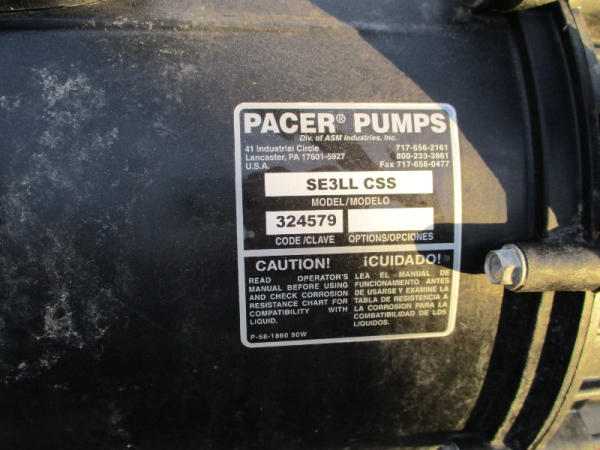 PACER® PUMPS
Div. of ASM Industries, Inc.
41 Industrial Circle 717-656-2161
Lancaster, PA 17601-5927 800-233-3861
U.S.A. Fax 717-656-0477
SE3LL CSS
MODEL/MODELO
324579
CODE/CLAVE OPTIONS/OPCIONES
CAUTION!
READ OPERATOR'S
MANUAL BEFORE USING
AND CHECK CORROSION
RESISTANCE CHART FOR
COMPATIBILITY WITH
LIQUID.
¡CUIDADO!
LEA EL MANUAL DE
FUNCIONAMIENTO ANTES
DE USARSE Y EXAMINE LA
TABLA DE RESISTENCIA A
LA CORROSION PARA LA
COMBATIBILIDAD DE LOS
LIQUIDOS.
P-58-1860 90W